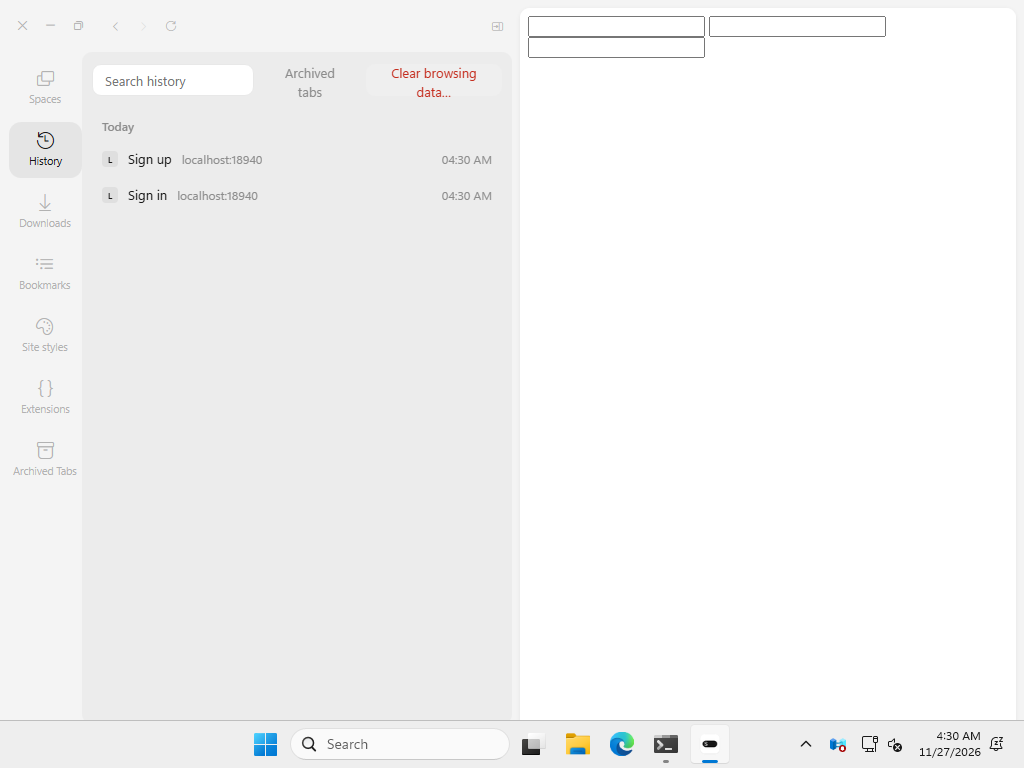 Spaces
History
Downloads
Bookmarks
Site styles
Extensions
Archived Tabs
Search history
Archived
tabs
Clear browsing
data...
Today
L Sign up localhost:18940 04:30 AM
L Sign in localhost:18940 04:30 AM
Search
4:30 AM
11/27/2026